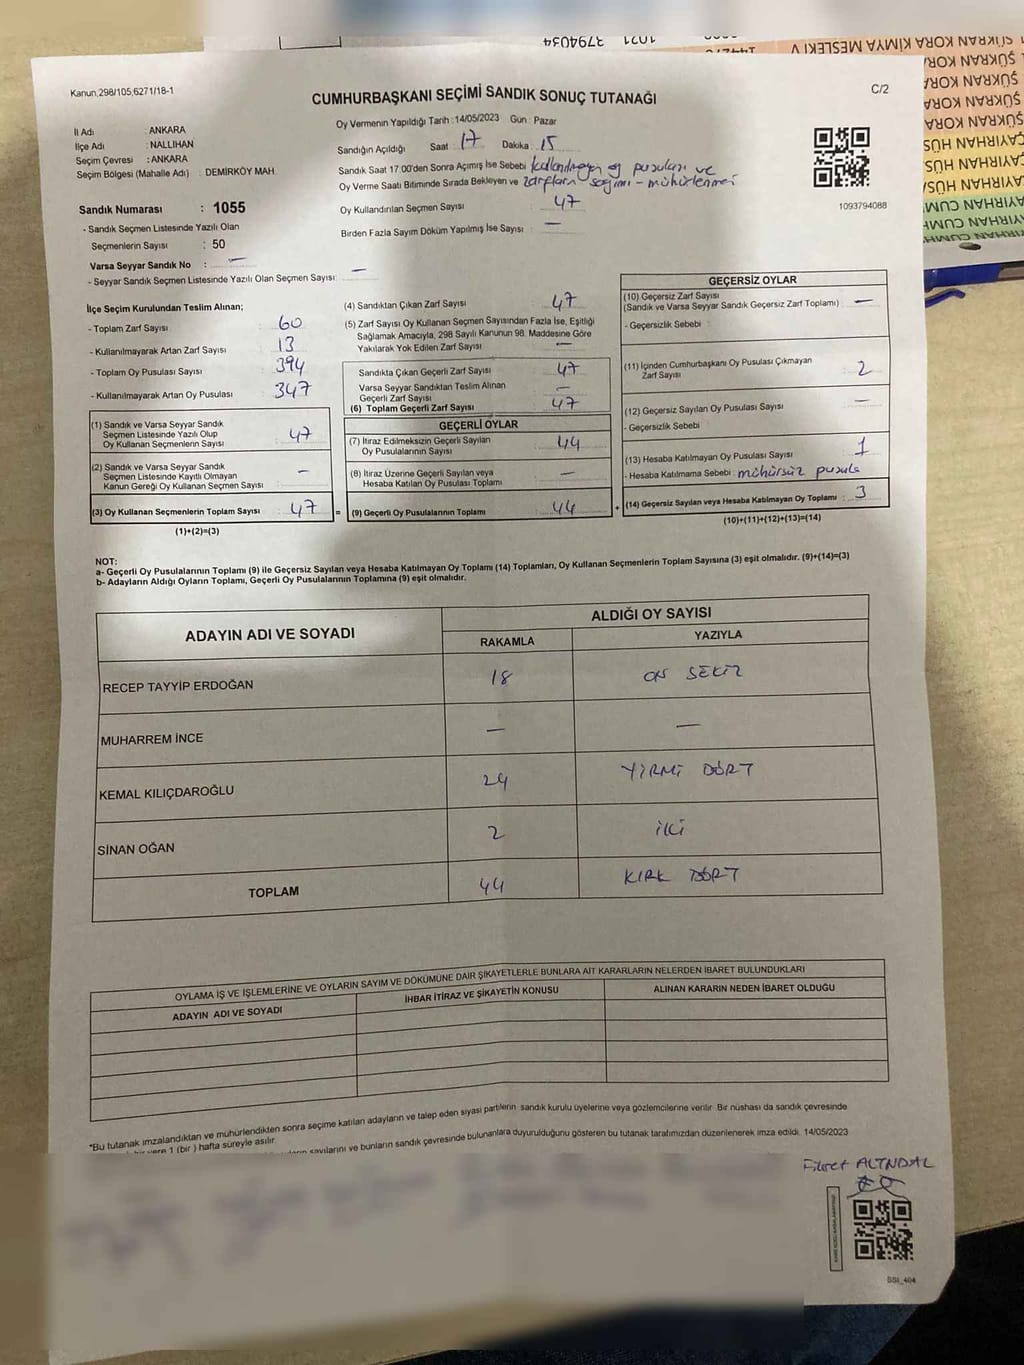 Kanun,298/105,6271/18-1
C/2
CUMHURBAŞKANI SEÇİMİ SANDIK SONUÇ TUTANAĞI
Oy Vermenin Yapıldığı Tarih :14/05/2023 Gün : Pazar
İl Adı : ANKARA
İlçe Adı : NALLIHAN
Seçim Çevresi : ANKARA
Seçim Bölgesi (Mahalle Adı) : DEMİRKÖY MAH.
Sandığın Açıldığı Saat 17 Dakika 15
Sandık Saat 17:00'den Sonra Açımış İse Sebebi kullanılmayan oy pusulası ve
Oy Verme Saati Bitiminde Sırada Bekleyen ve zarfların sayımı - mühürlenmesi
Oy Kullandırılan Seçmen Sayısı 47
Birden Fazla Sayım Döküm Yapılmış İse Sayısı : —
1093794088
Sandık Numarası : 1055
- Sandık Seçmen Listesinde Yazılı Olan
Seçmenlerin Sayısı : 50
Varsa Seyyar Sandık No : —
- Seyyar Sandık Seçmen Listesinde Yazılı Olan Seçmen Sayısı: —
İlçe Seçim Kurulundan Teslim Alınan;
- Toplam Zarf Sayısı 60
- Kullanılmayarak Artan Zarf Sayısı 13
- Toplam Oy Pusulası Sayısı 394
- Kullanılmayarak Artan Oy Pusulası 347
(1) Sandık ve Varsa Seyyar Sandık
Seçmen Listesinde Yazılı Olup
Oy Kullanan Seçmenlerin Sayısı 47
(2) Sandık ve Varsa Seyyar Sandık
Seçmen Listesinde Kayıtlı Olmayan
Kanun Gereği Oy Kullanan Seçmen Sayısı —
(3) Oy Kullanan Seçmenlerin Toplam Sayısı 47 =
(1)+(2)=(3)
(4) Sandıktan Çıkan Zarf Sayısı 47
(5) Zarf Sayısı Oy Kullanan Seçmen Sayısından Fazla İse, Eşitliği
Sağlamak Amacıyla, 298 Sayılı Kanunun 98. Maddesine Göre
Yakılarak Yok Edilen Zarf Sayısı —
Sandıkta Çıkan Geçerli Zarf Sayısı 47
Varsa Seyyar Sandıktan Teslim Alınan
Geçerli Zarf Sayısı —
(6) Toplam Geçerli Zarf Sayısı 47
GEÇERLİ OYLAR
(7) İtiraz Edilmeksizin Geçerli Sayılan
Oy Pusulalarının Sayısı 44
(8) İtiraz Üzerine Geçerli Sayılan veya
Hesaba Katılan Oy Pusulası Toplamı —
(9) Geçerli Oy Pusulalarının Toplamı 44 +
GEÇERSİZ OYLAR
(10) Geçersiz Zarf Sayısı
(Sandık ve Varsa Seyyar Sandık Geçersiz Zarf Toplamı) —
- Geçersizlik Sebebi :
(11) İçinden Cumhurbaşkanı Oy Pusulası Çıkmayan
Zarf Sayısı 2
(12) Geçersiz Sayılan Oy Pusulası Sayısı —
- Geçersizlik Sebebi
(13) Hesaba Katılmayan Oy Pusulası Sayısı 1
- Hesaba Katılmama Sebebi : mühürsüz pusula
(14) Geçersiz Sayılan veya Hesaba Katılmayan Oy Toplamı 3
(10)+(11)+(12)+(13)=(14)
NOT:
a- Geçerli Oy Pusulalarının Toplamı (9) ile Geçersiz Sayılan veya Hesaba Katılmayan Oy Toplamı (14) Toplamları, Oy Kullanan Seçmenlerin Toplam Sayısına (3) eşit olmalıdır. (9)+(14)=(3)
b- Adayların Aldığı Oyların Toplamı, Geçerli Oy Pusulalarının Toplamına (9) eşit olmalıdır.
ADAYIN ADI VE SOYADI
ALDIĞI OY SAYISI
RAKAMLA YAZIYLA
RECEP TAYYİP ERDOĞAN 18 ON SEKİZ
MUHARREM İNCE — —
KEMAL KILIÇDAROĞLU 24 YİRMİ DÖRT
SİNAN OĞAN 2 İKİ
TOPLAM 44 KIRK DÖRT
OYLAMA İŞ VE İŞLEMLERİNE VE OYLARIN SAYIM VE DÖKÜMÜNE DAİR ŞİKAYETLERLE BUNLARA AİT KARARLARIN NELERDEN İBARET BULUNDUKLARI
ADAYIN ADI VE SOYADI İHBAR İTİRAZ VE ŞİKAYETİN KONUSU ALINAN KARARIN NEDEN İBARET OLDUĞU
*Bu tutanak imzalandıktan ve mühürlendikten sonra seçime katılan adayların ve talep eden siyasi partilerin sandık kurulu üyelerine veya gözlemcilerine verilir. Bir nüshası da sandık çevresinde
1 (bir ) hafta süreyle asılır.
sayılarını ve bunların sandık çevresinde bulunanlara duyurulduğunu gösteren bu tutanak tarafımızdan düzenlenerek imza edildi. 14/05/2023
Fikret ALTNDAL
SSI_404